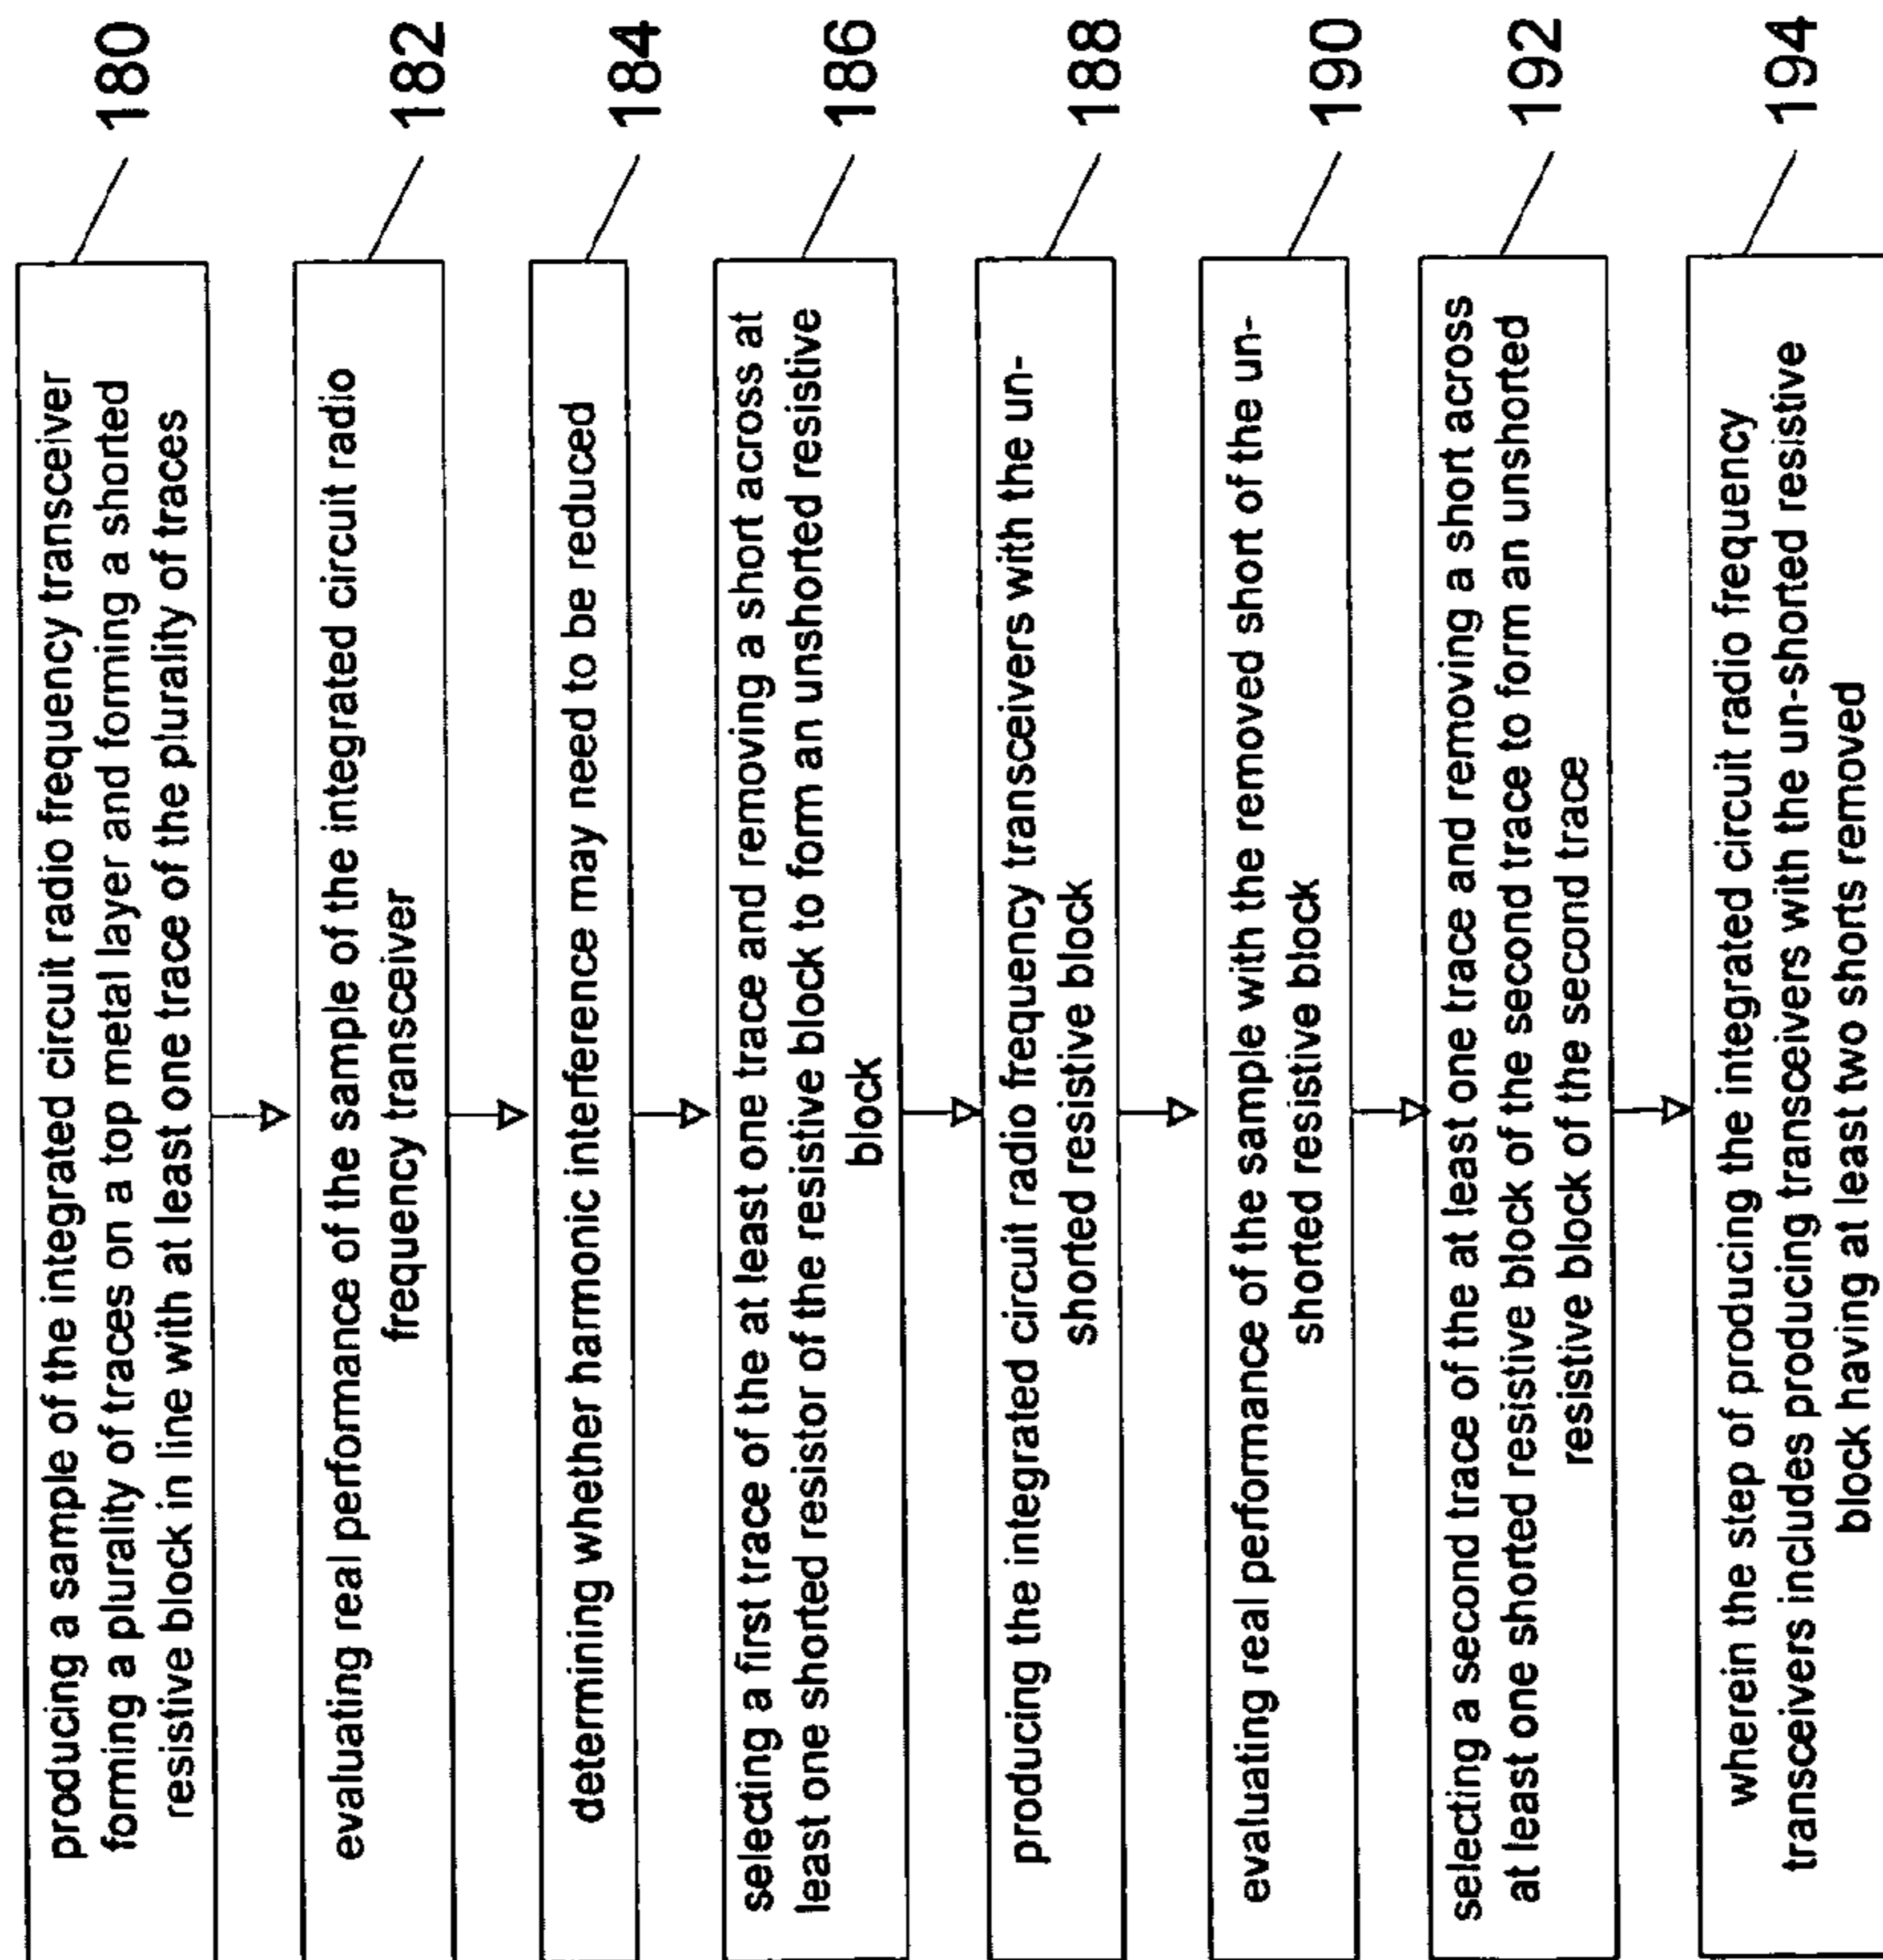 producing a sample of the integrated circuit radio frequency transceiver
forming a plurality of traces on a top metal layer and forming a shorted
resistive block in line with at least one trace of the plurality of traces
180
evaluating real performance of the sample of the integrated circuit radio
frequency transceiver
182
determining whether harmonic interference may need to be reduced
184
selecting a first trace of the at least one trace and removing a short across at
least one shorted resistor of the resistive block to form an unshorted resistive
block
186
producing the integrated circuit radio frequency transceivers with the un-
shorted resistive block
188
evaluating real performance of the sample with the removed short of the un-
shorted resistive block
190
selecting a second trace of the at least one trace and removing a short across
at least one shorted resistive block of the second trace to form an unshorted
resistive block of the second trace
192
wherein the step of producing the integrated circuit radio frequency
transceivers includes producing transceivers with the un-shorted resistive
block having at least two shorts removed
194